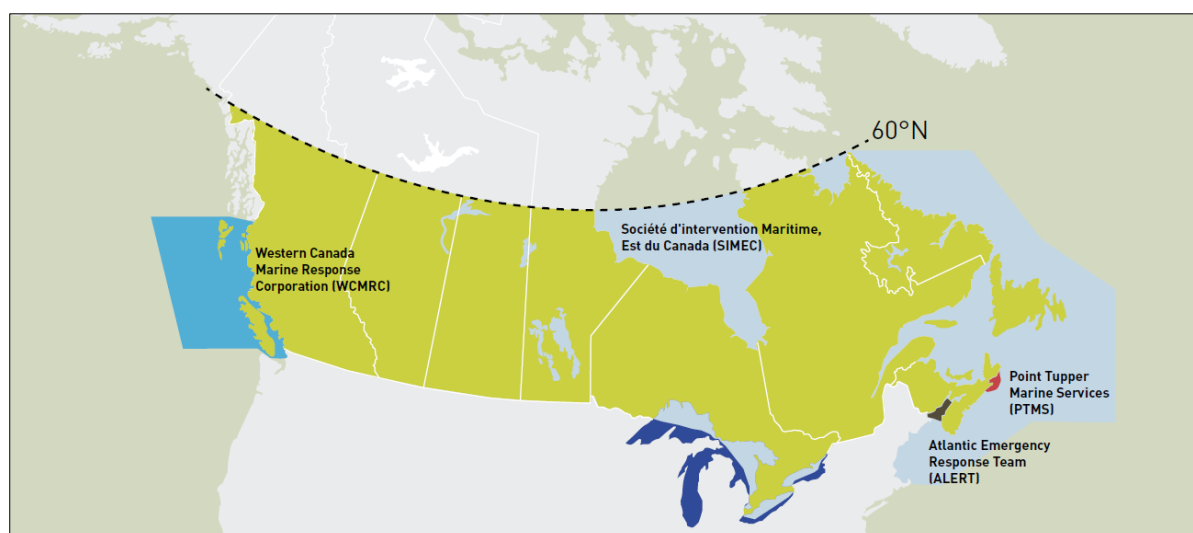 60°N
Société d'intervention Maritime,
Est du Canada (SIMEC)
Western Canada
Marine Response
Corporation (WCMRC)
Point Tupper
Marine Services
(PTMS)
Atlantic Emergency
Response Team
(ALERT)